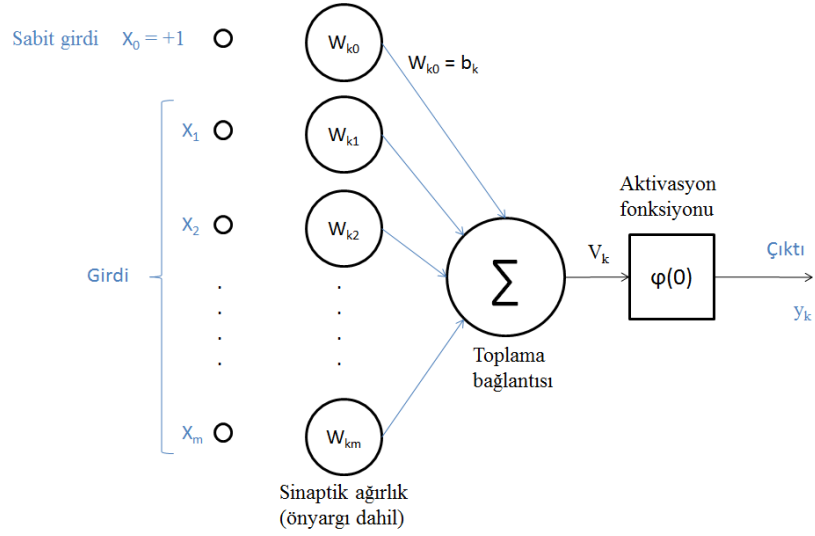 Sabit girdi X₀ = +1
Wₖ₀
Wₖ₀ = bₖ
X₁
Wₖ₁
X₂
Wₖ₂
Girdi
Xₘ
Wₖₘ
Sinaptik ağırlık
(önyargı dahil)
∑
Toplama
bağlantısı
Vₖ
Aktivasyon
fonksiyonu
φ(0)
Çıktı
yₖ